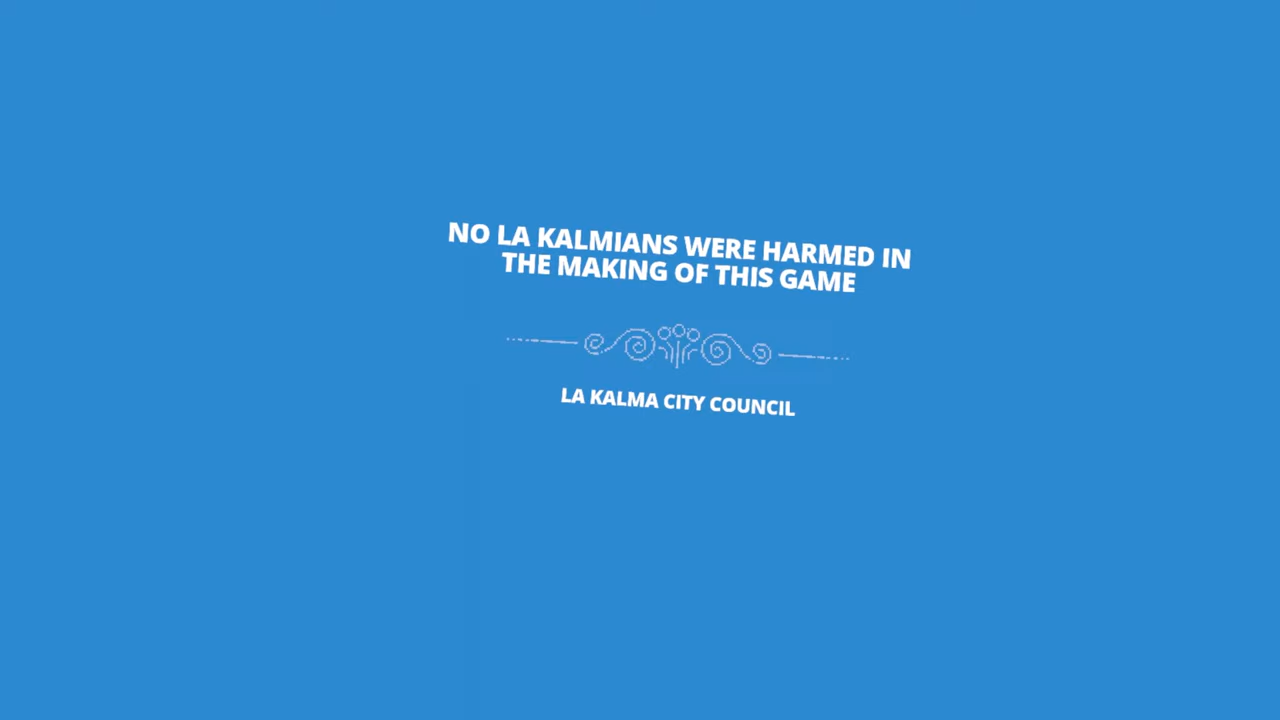 NO LA KALMIANS WERE HARMED IN
THE MAKING OF THIS GAME
LA KALMA CITY COUNCIL